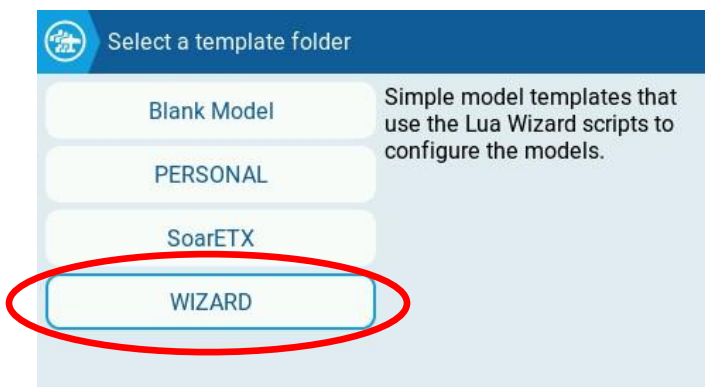 Select a template folder
Blank Model
PERSONAL
SoarETX
WIZARD
Simple model templates that
use the Lua Wizard scripts to
configure the models.